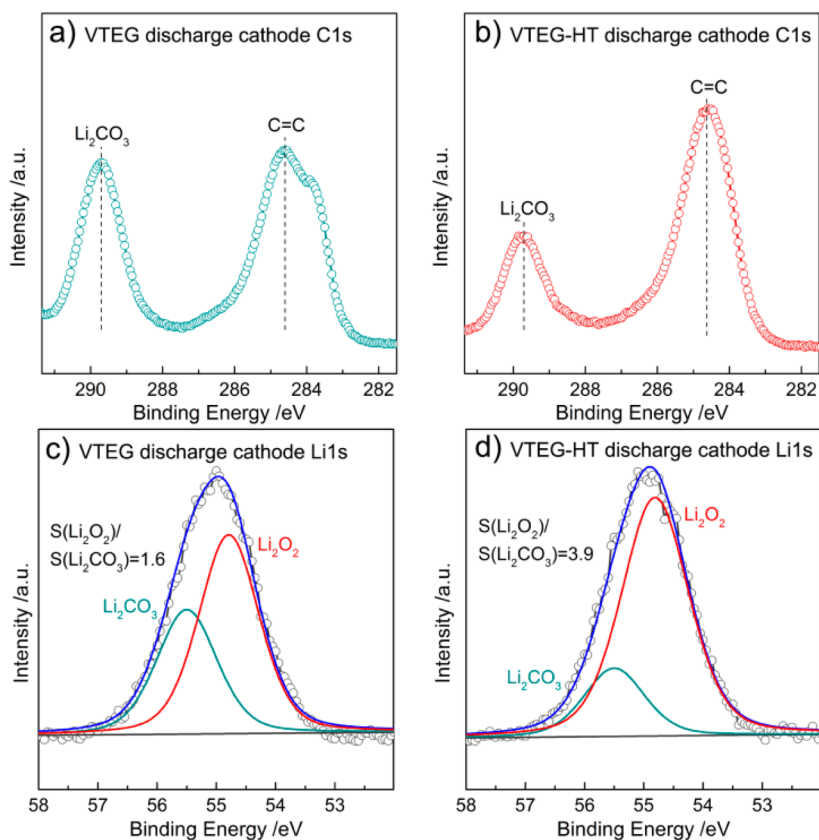 a) VTEG discharge cathode C1s
Li₂CO₃
C=C
Intensity /a.u.
290 288 286 284 282
Binding Energy /eV
b) VTEG-HT discharge cathode C1s
C=C
Li₂CO₃
Intensity /a.u.
290 288 286 284 282
Binding Energy /eV
c) VTEG discharge cathode Li1s
S(Li₂O₂)/
S(Li₂CO₃)=1.6
Li₂O₂
Li₂CO₃
Intensity /a.u.
58 57 56 55 54 53
Binding Energy /eV
d) VTEG-HT discharge cathode Li1s
S(Li₂O₂)/
S(Li₂CO₃)=3.9
Li₂O₂
Li₂CO₃
Intensity /a.u.
58 57 56 55 54 53
Binding Energy /eV